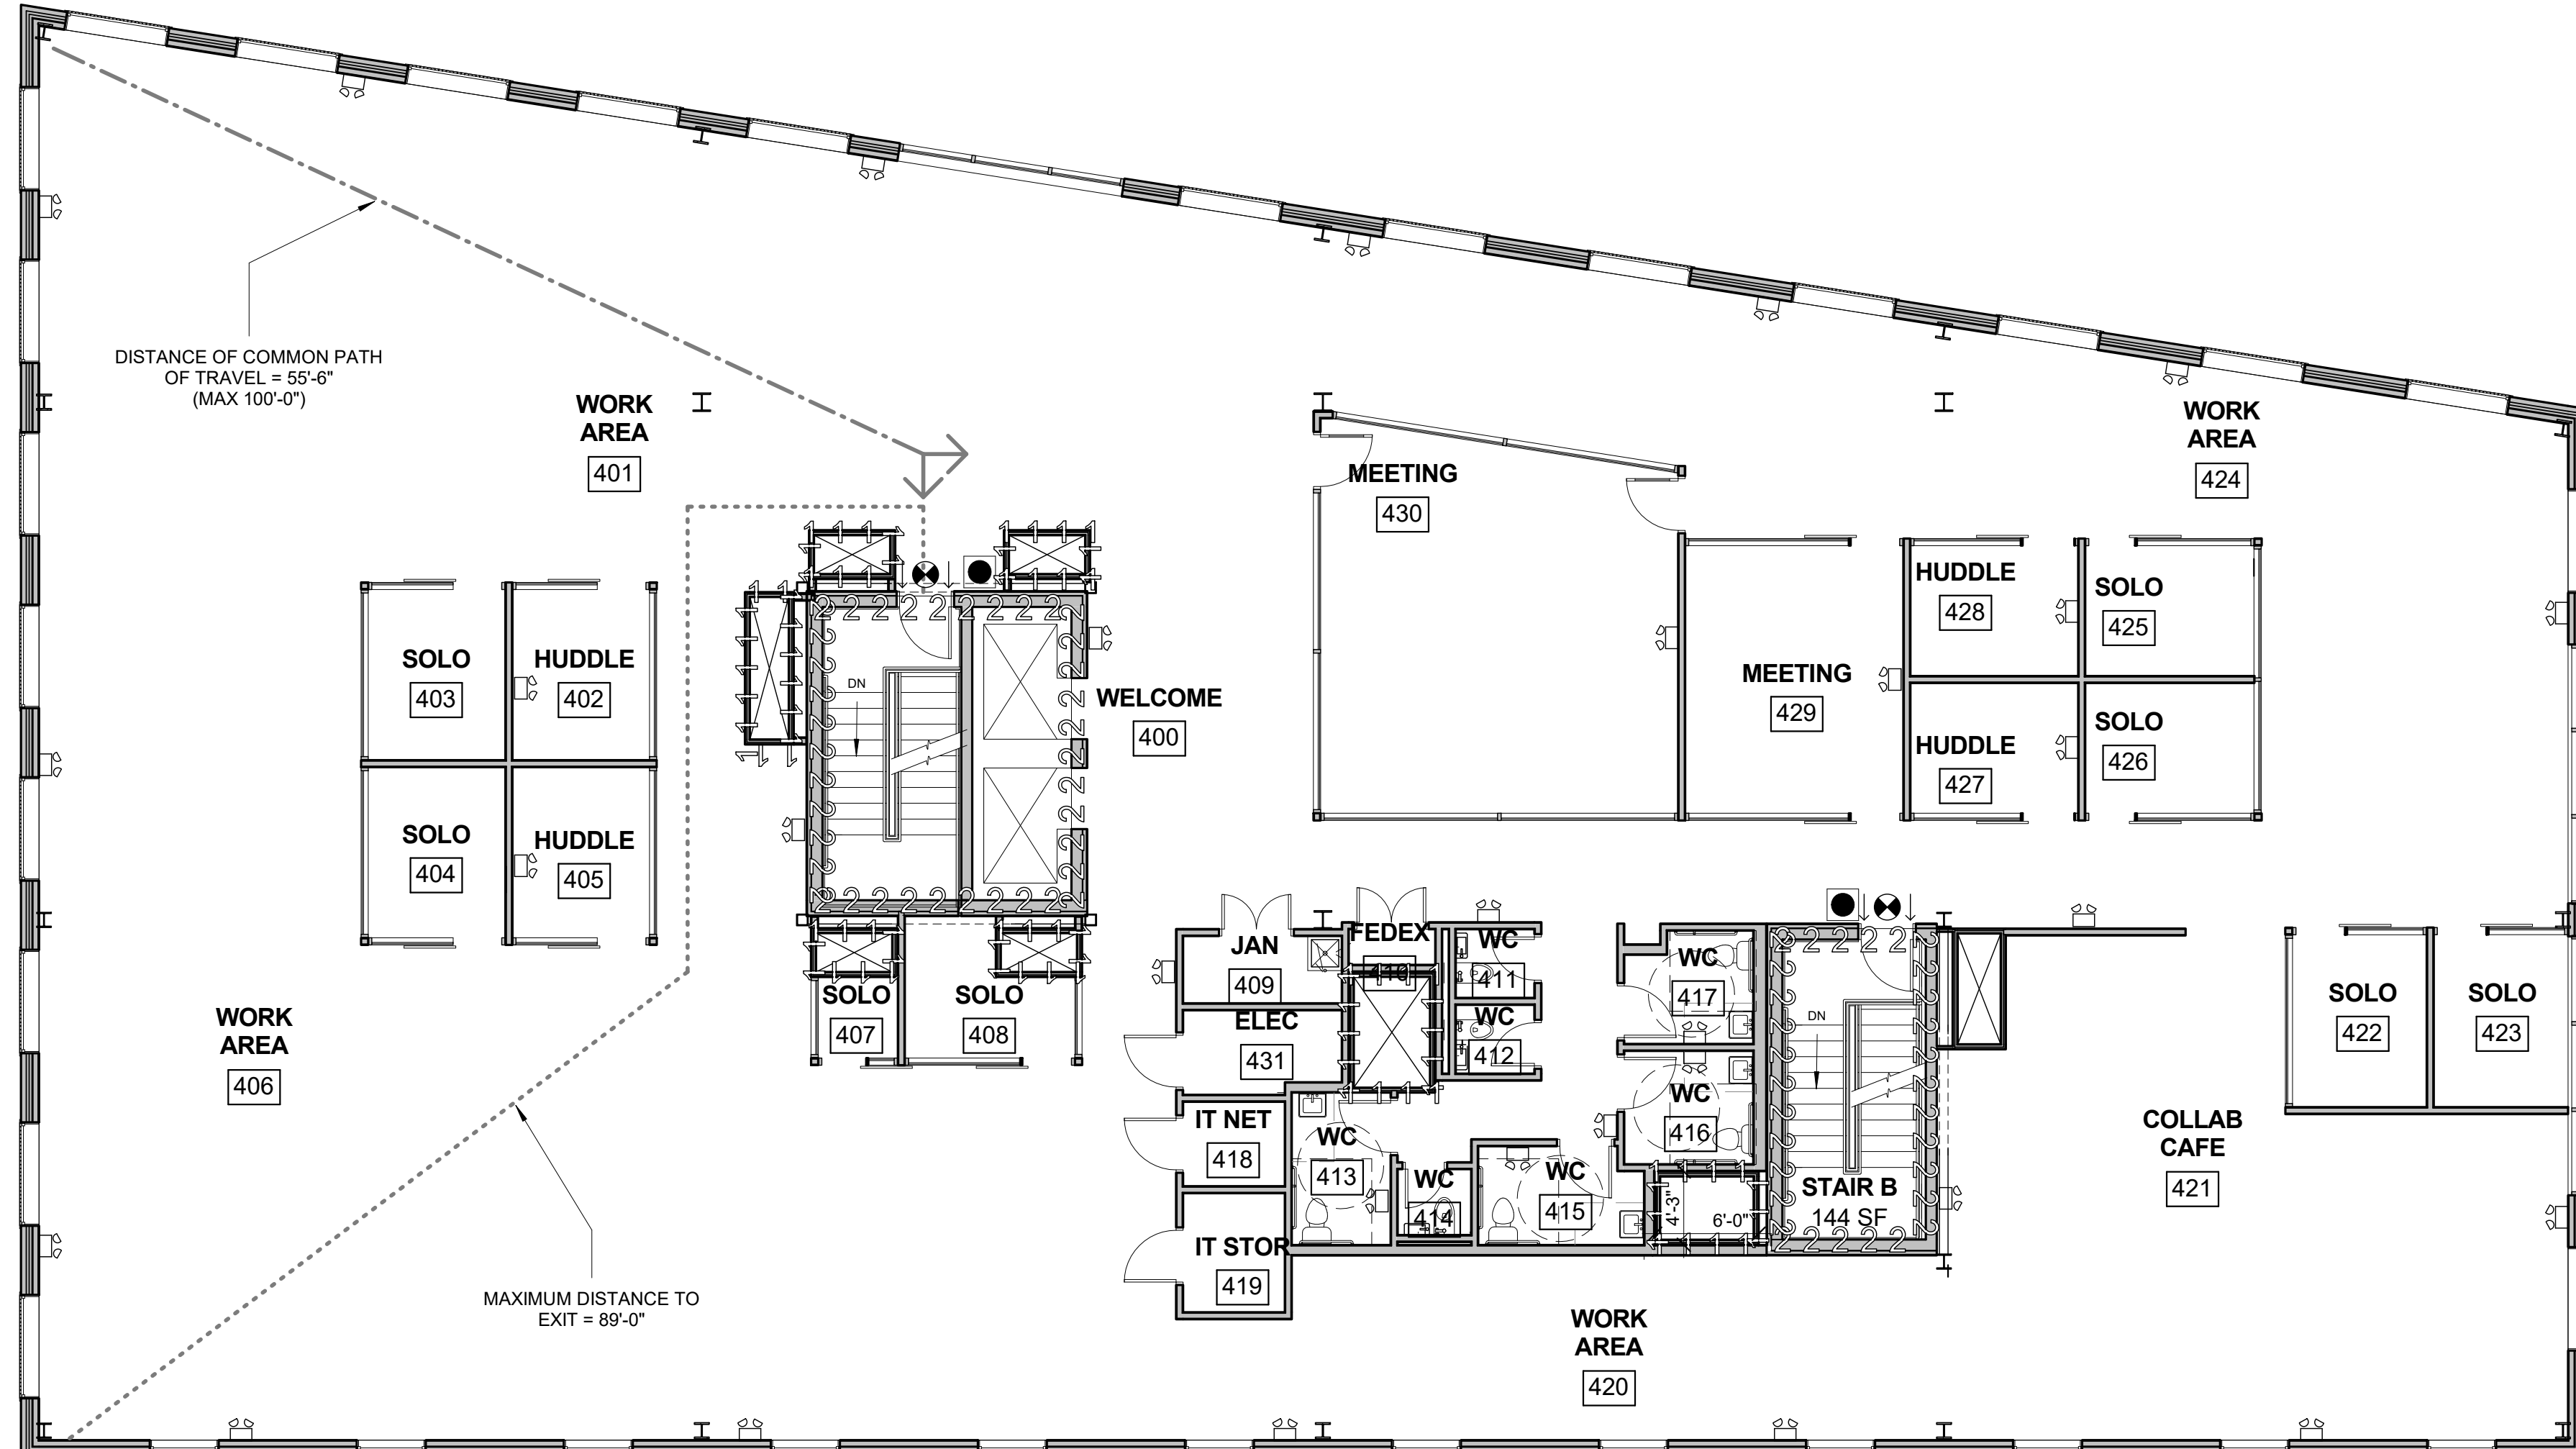 DISTANCE OF COMMON PATH
OF TRAVEL = 55'-6"
(MAX 100'-0")
WORK
AREA
401
WORK
AREA
424
MEETING
430
HUDDLE
428
SOLO
425
SOLO
403
HUDDLE
402
DN
WELCOME
400
MEETING
429
HUDDLE
427
SOLO
426
SOLO
404
HUDDLE
405
JAN
409
FEDEX
410
WC
411
WC
417
SOLO
407
SOLO
408
SOLO
422
SOLO
423
WORK
AREA
406
ELEC
431
WC
412
DN
WC
416
IT NET
418
WC
413
WC
414
WC
415
4'-3"
6'-0"
STAIR B
144 SF
COLLAB
CAFE
421
IT STOR
419
MAXIMUM DISTANCE TO
EXIT = 89'-0"
WORK
AREA
420